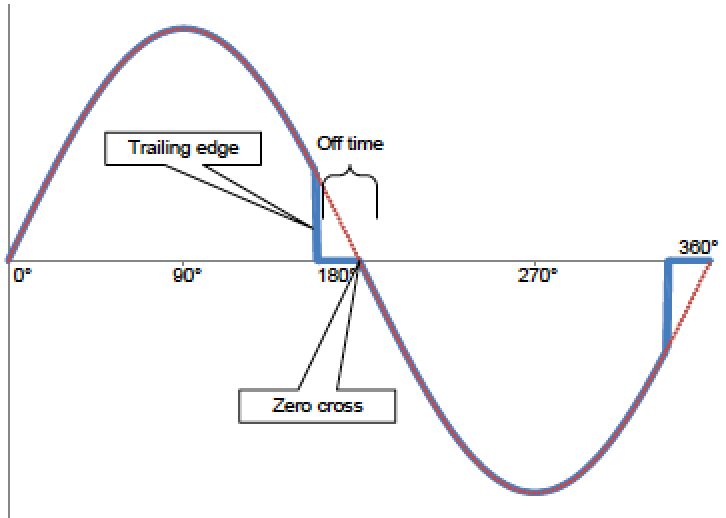 Trailing edge
Off time
0°
90°
180°
270°
360°
Zero cross